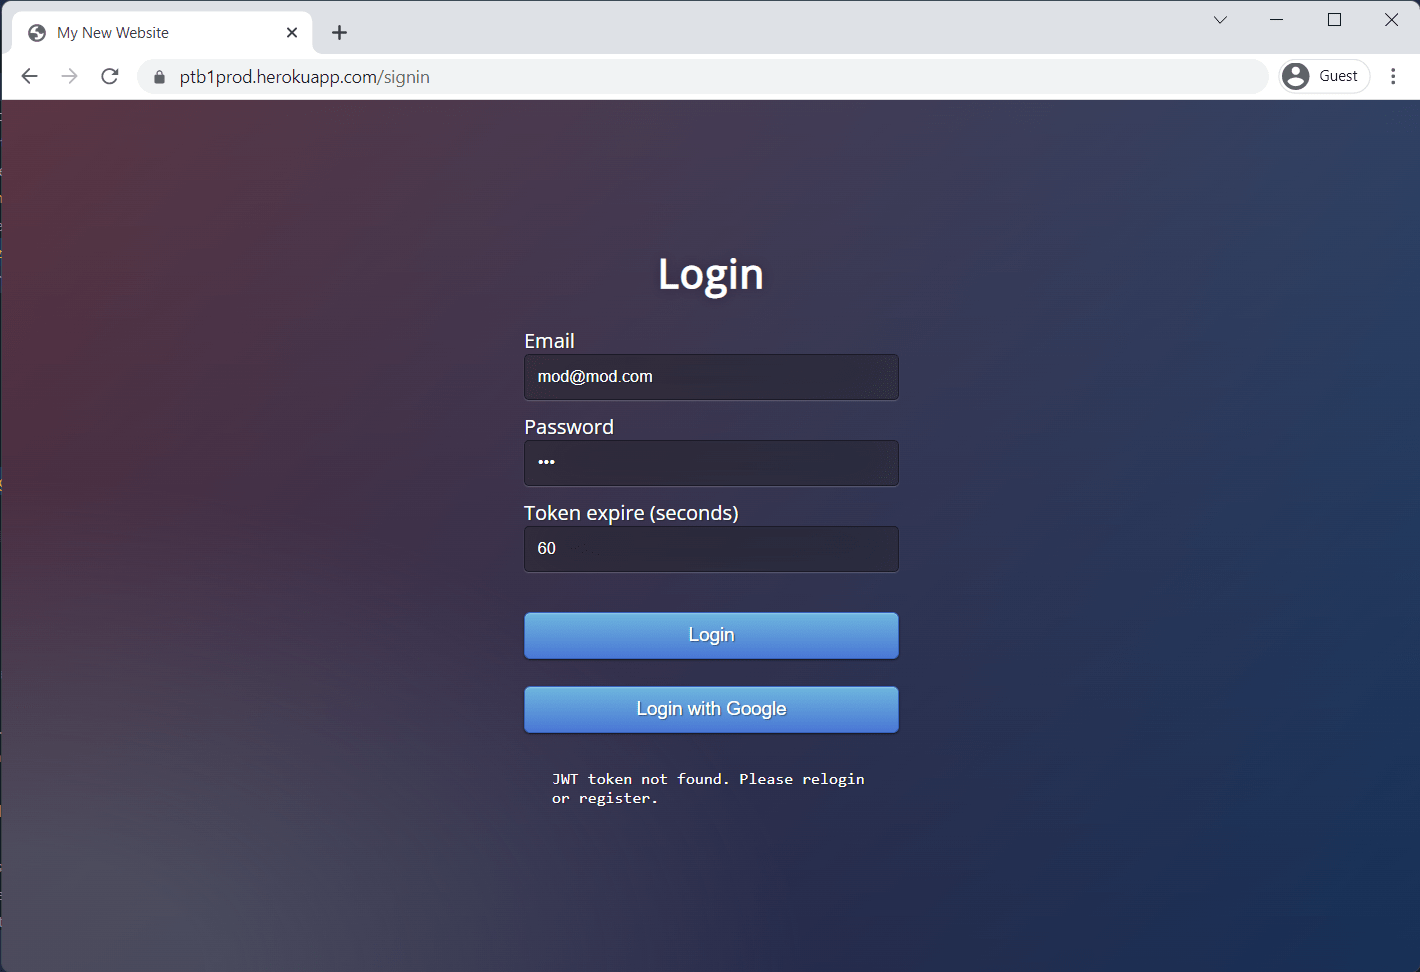 My New Website
ptb1prod.herokuapp.com/signin
Guest
Login
Email
mod@mod.com
Password
•••
Token expire (seconds)
60
Login
Login with Google
JWT token not found. Please relogin
or register.